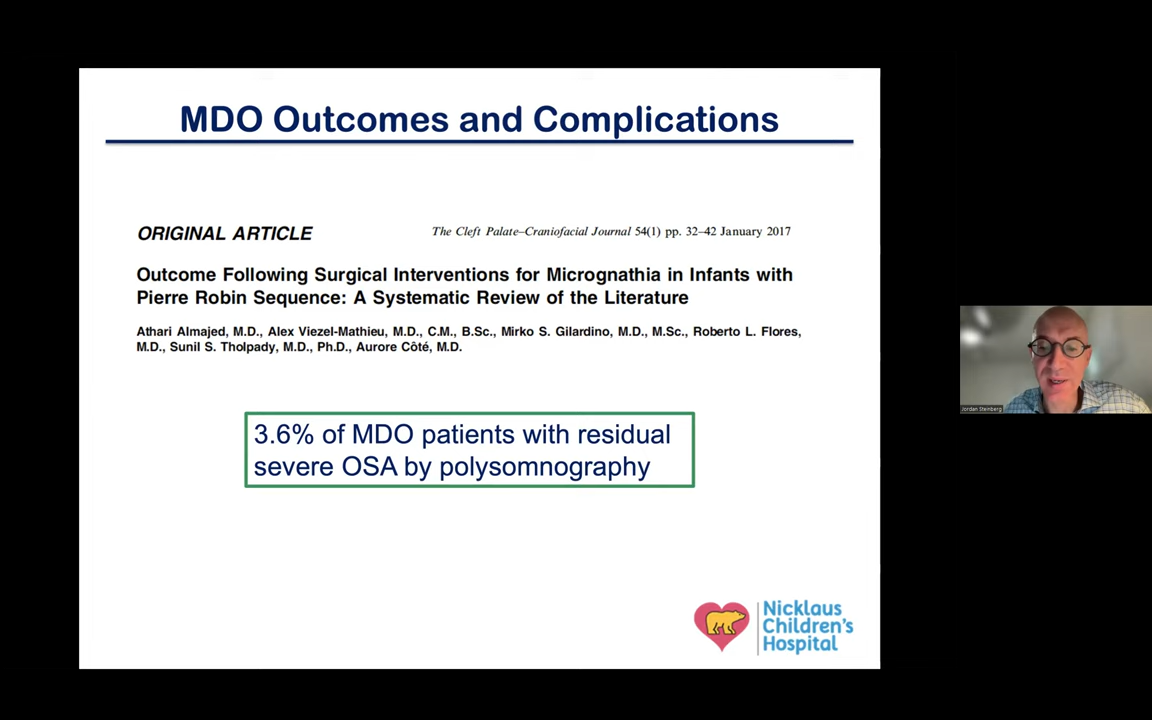 MDO Outcomes and Complications
ORIGINAL ARTICLE
The Cleft Palate–Craniofacial Journal 54(1) pp. 32–42 January 2017
Outcome Following Surgical Interventions for Micrognathia in Infants with
Pierre Robin Sequence: A Systematic Review of the Literature
Athari Almajed, M.D., Alex Viezel-Mathieu, M.D., C.M., B.Sc., Mirko S. Gilardino, M.D., M.Sc., Roberto L. Flores,
M.D., Sunil S. Tholpady, M.D., Ph.D., Aurore Côté, M.D.
3.6% of MDO patients with residual
severe OSA by polysomnography
Nicklaus
Children's
Hospital
Jordan Steinberg